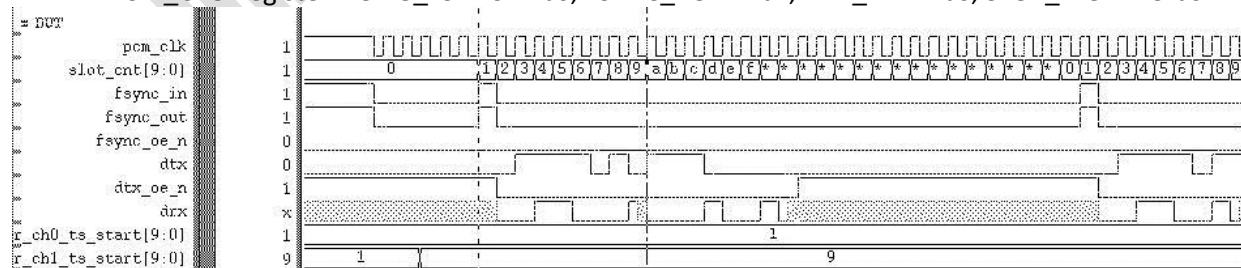 = DUT
pcm_clk 1
slot_cnt[9:0] 1 0 1 2 3 4 5 6 7 8 9 a b c d e f * * * * * * * * * * * * * * * * 0 1 2 3 4 5 6 7 8 9
fsync_in 1
fsync_out 1
fsync_oe_n 0
dtx 0
dtx_oe_n 1
drx x
r_ch0_ts_start[9:0] 1 1
r_ch1_ts_start[9:0] 9 1 9